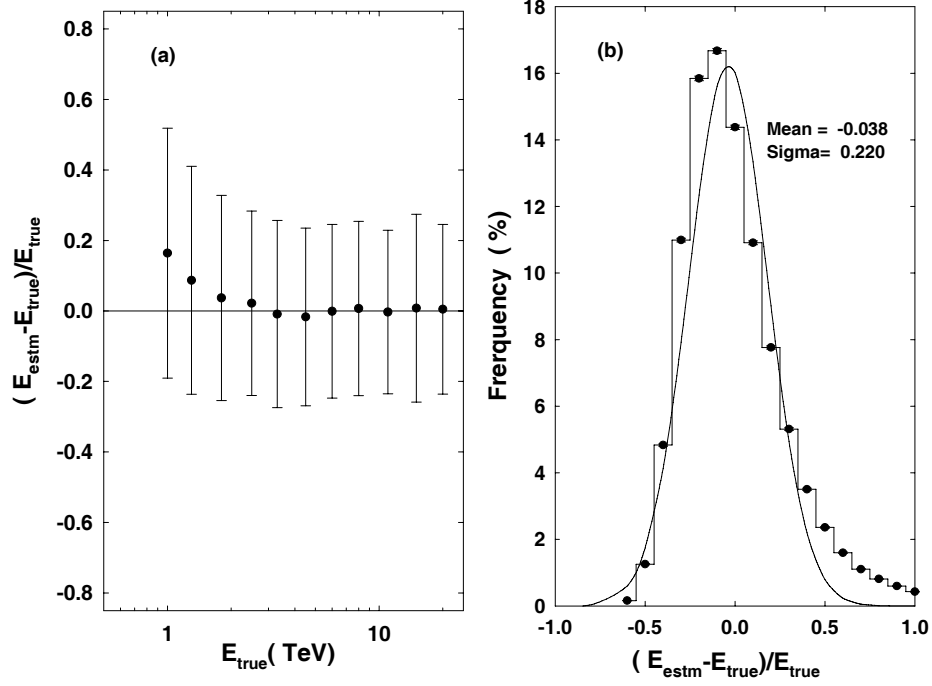 (a)
0.8
0.6
0.4
0.2
0.0
-0.2
-0.4
-0.6
-0.8
( E_estm-E_true)/E_true
1 10
E_true( TeV)
(b)
Mean = -0.038
Sigma= 0.220
18
16
14
12
10
8
6
4
2
0
Frerquency ( %)
-1.0 -0.5 0.0 0.5 1.0
( E_estm-E_true)/E_true